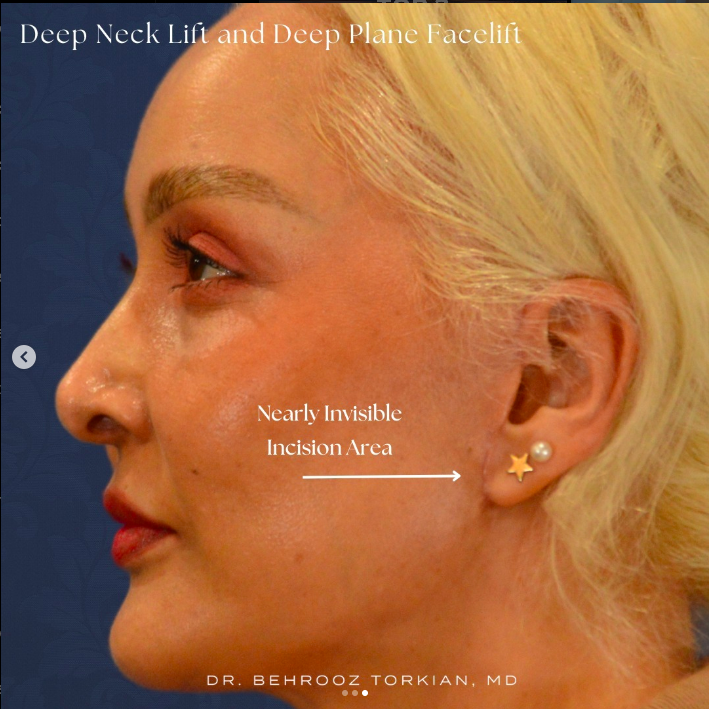 Deep Neck Lift and Deep Plane Facelift
Nearly Invisible
Incision Area
DR. BEHROOZ TORKIAN, MD